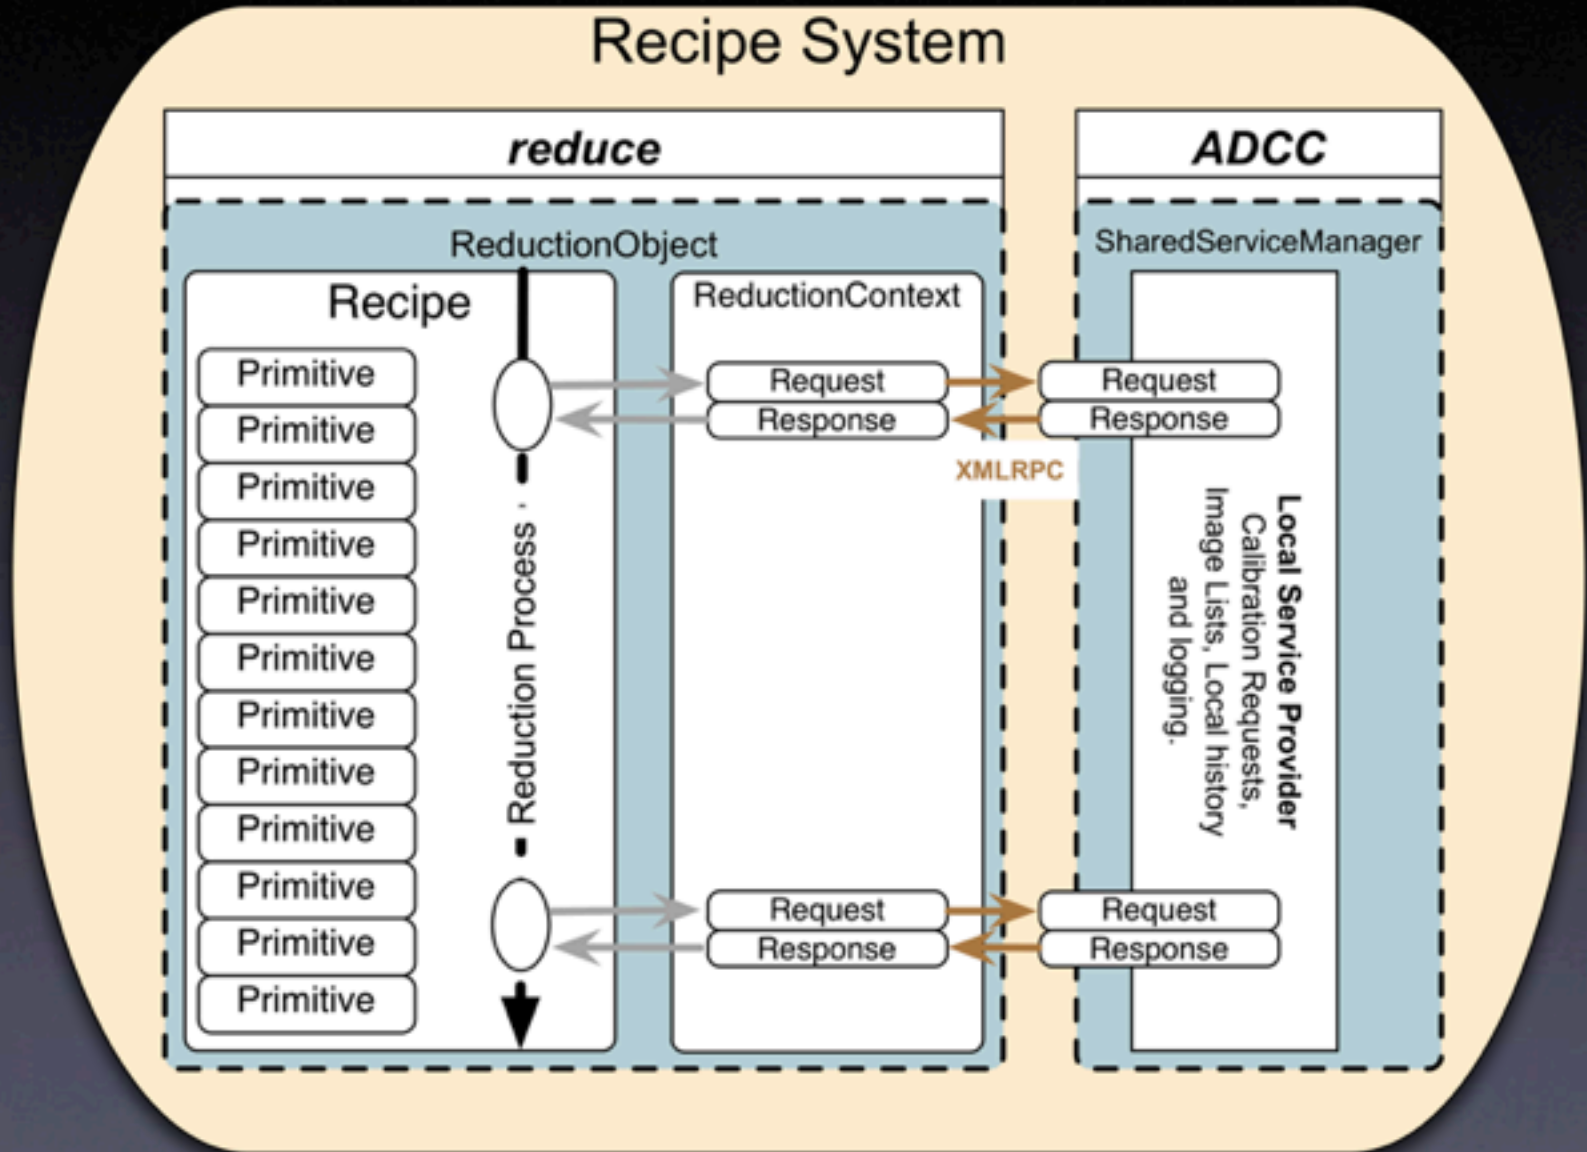 Recipe System
reduce
ADCC
ReductionObject
SharedServiceManager
Recipe
ReductionContext
Primitive
Primitive
Primitive
Primitive
Primitive
Primitive
Primitive
Primitive
Primitive
Primitive
Primitive
Primitive
Reduction Process
Request
Response
Request
Response
XMLRPC
Request
Response
Request
Response
Local Service Provider
Calibration Requests,
Image Lists, Local history
and logging.